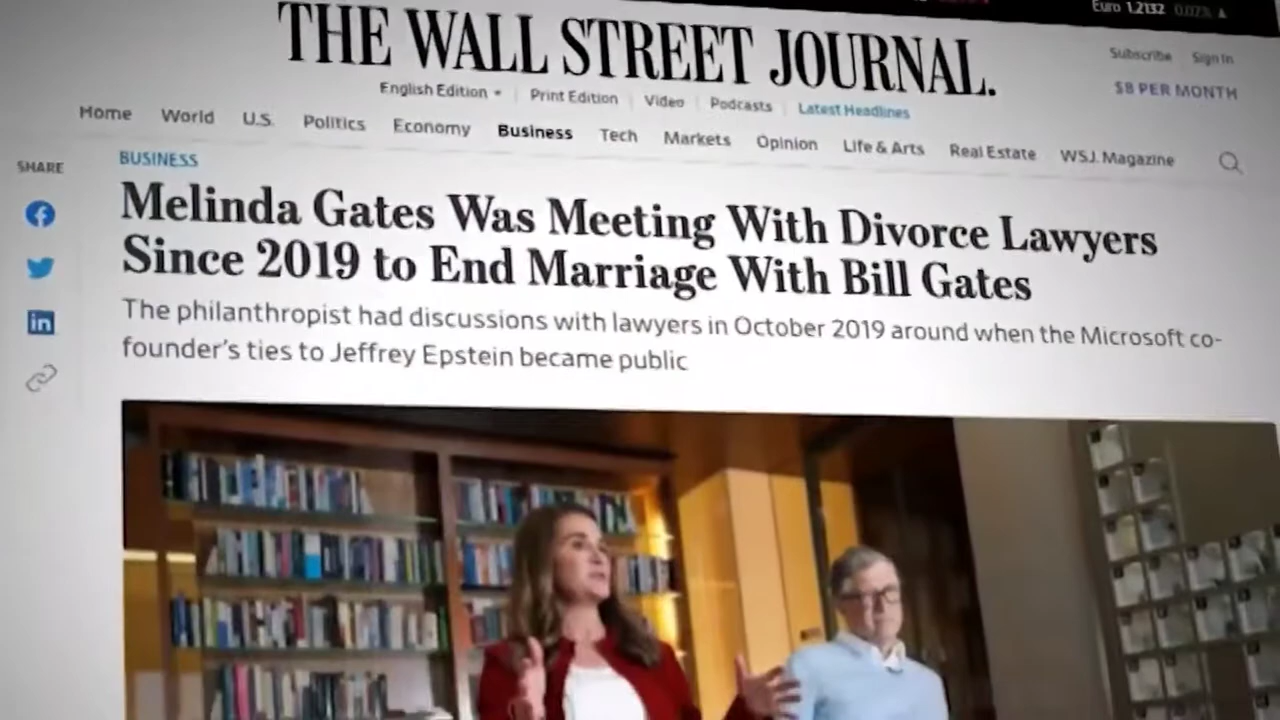 Euro 1.2132 0.02% ▲
THE WALL STREET JOURNAL.
Subscribe Sign In
$8 PER MONTH
English Edition Print Edition Video Podcasts Latest Headlines
Home World U.S. Politics Economy Business Tech Markets Opinion Life & Arts Real Estate WSJ. Magazine
SHARE
BUSINESS
Melinda Gates Was Meeting With Divorce Lawyers
Since 2019 to End Marriage With Bill Gates
The philanthropist had discussions with lawyers in October 2019 around when the Microsoft co-
founder's ties to Jeffrey Epstein became public
in